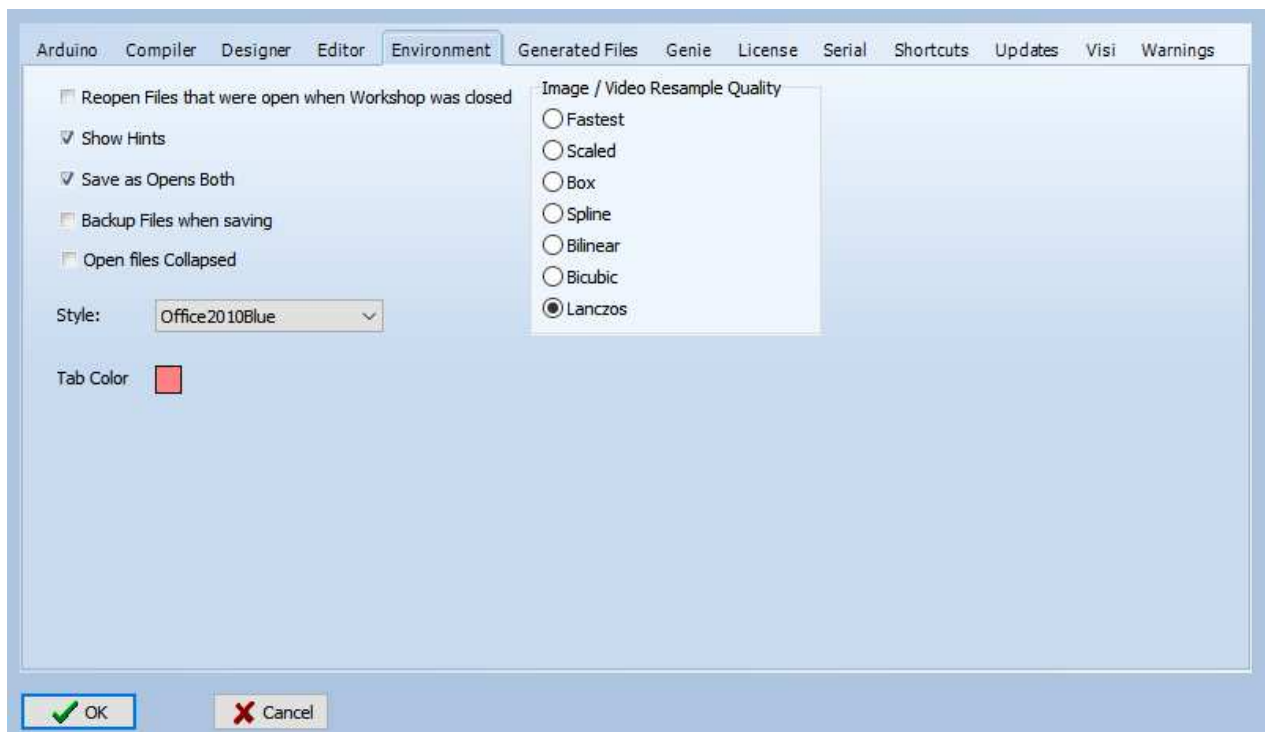 Arduino Compiler Designer Editor Environment Generated Files Genie License Serial Shortcuts Updates Visi Warnings
Reopen Files that were open when Workshop was closed
Show Hints
Save as Opens Both
Backup Files when saving
Open files Collapsed
Style: Office2010Blue
Tab Color
Image / Video Resample Quality
Fastest
Scaled
Box
Spline
Bilinear
Bicubic
Lanczos
OK Cancel